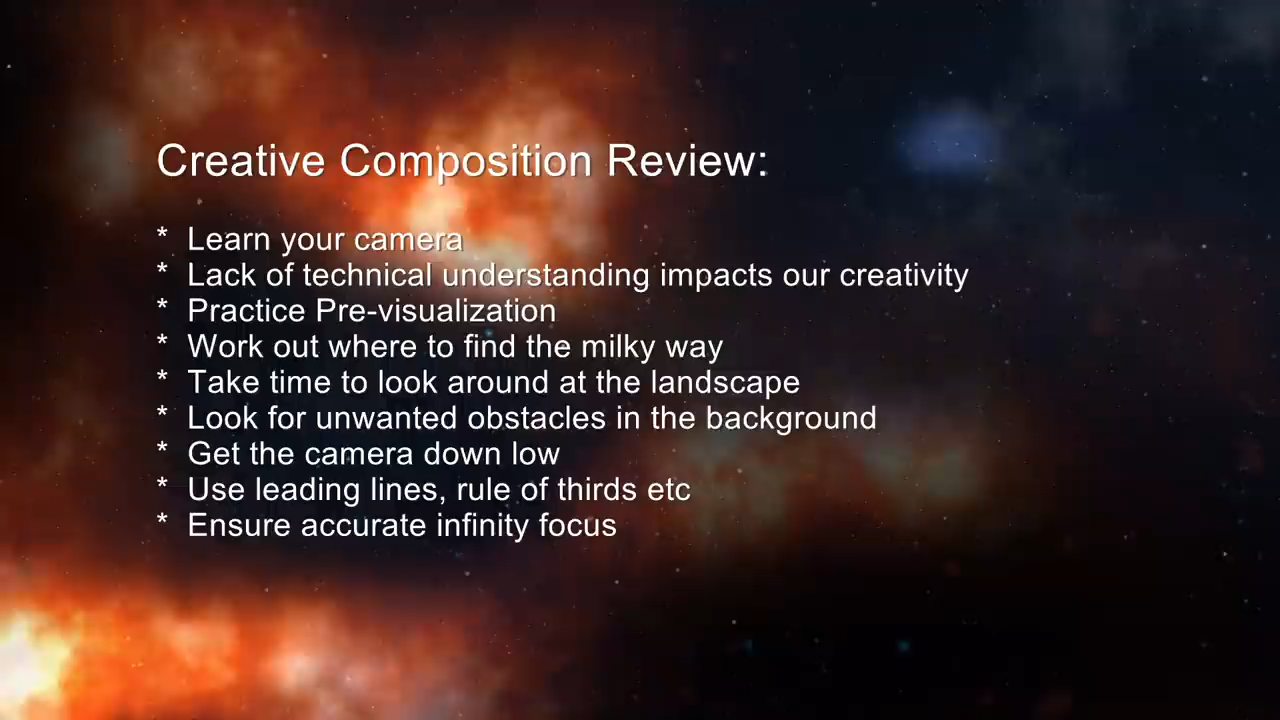 Creative Composition Review:
* Learn your camera
* Lack of technical understanding impacts our creativity
* Practice Pre-visualization
* Work out where to find the milky way
* Take time to look around at the landscape
* Look for unwanted obstacles in the background
* Get the camera down low
* Use leading lines, rule of thirds etc
* Ensure accurate infinity focus